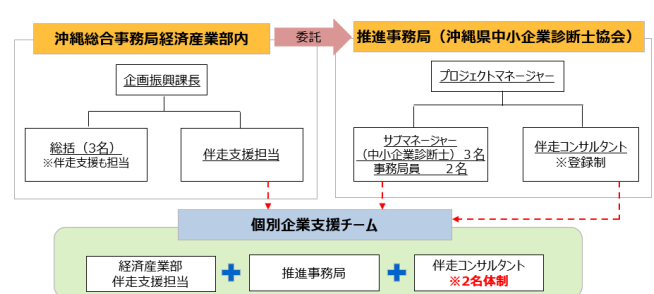 沖縄総合事務局経済産業部内
委託
推進事務局（沖縄県中小企業診断士協会）
企画振興課長
プロジェクトマネージャー
総括（3名）
※伴走支援も担当
伴走支援担当
サブマネージャー
（中小企業診断士）３名
事務局員　　２名
伴走コンサルタント
※登録制
個別企業支援チーム
経済産業部
伴走支援担当
推進事務局
伴走コンサルタント
※2名体制